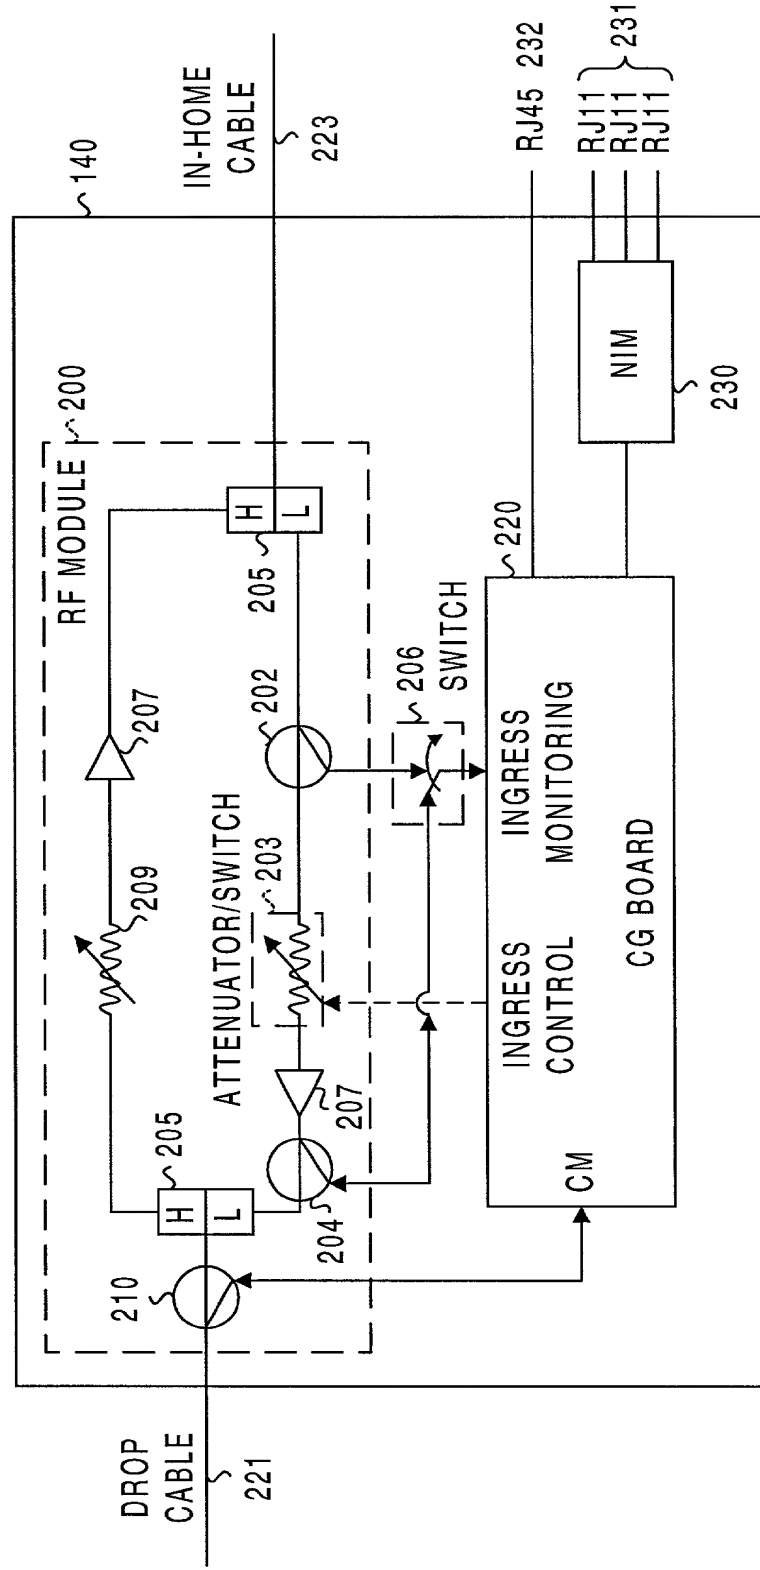 140
IN-HOME
CABLE
223
RJ45 232
RJ11
RJ11
RJ11
231
200
RF MODULE
H
L
205
207
202
209
ATTENUATOR/SWITCH
203
206
SWITCH
220
NIM
230
INGRESS
MONITORING
INGRESS
CONTROL
CG BOARD
CM
205
H
L
207
204
210
DROP
CABLE
221